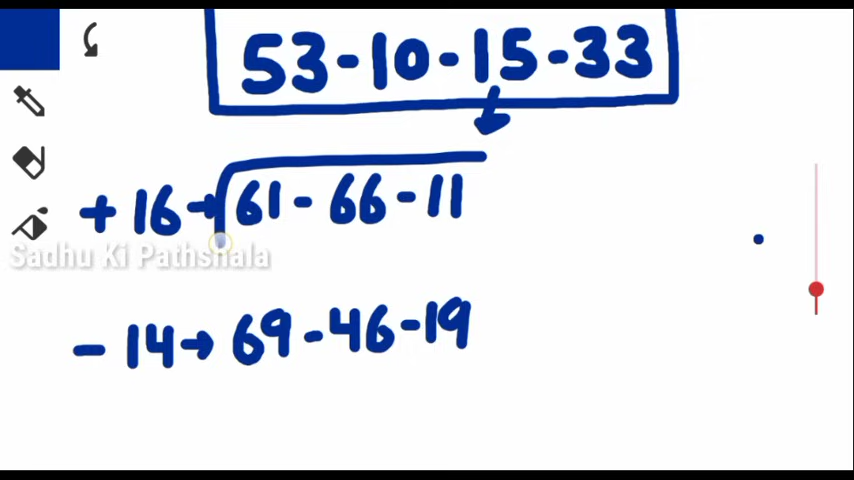 53-10-15-33
+ 16 → 61 - 66 - 11
Sadhu Ki Pathshala
- 14 → 69 - 46 - 19